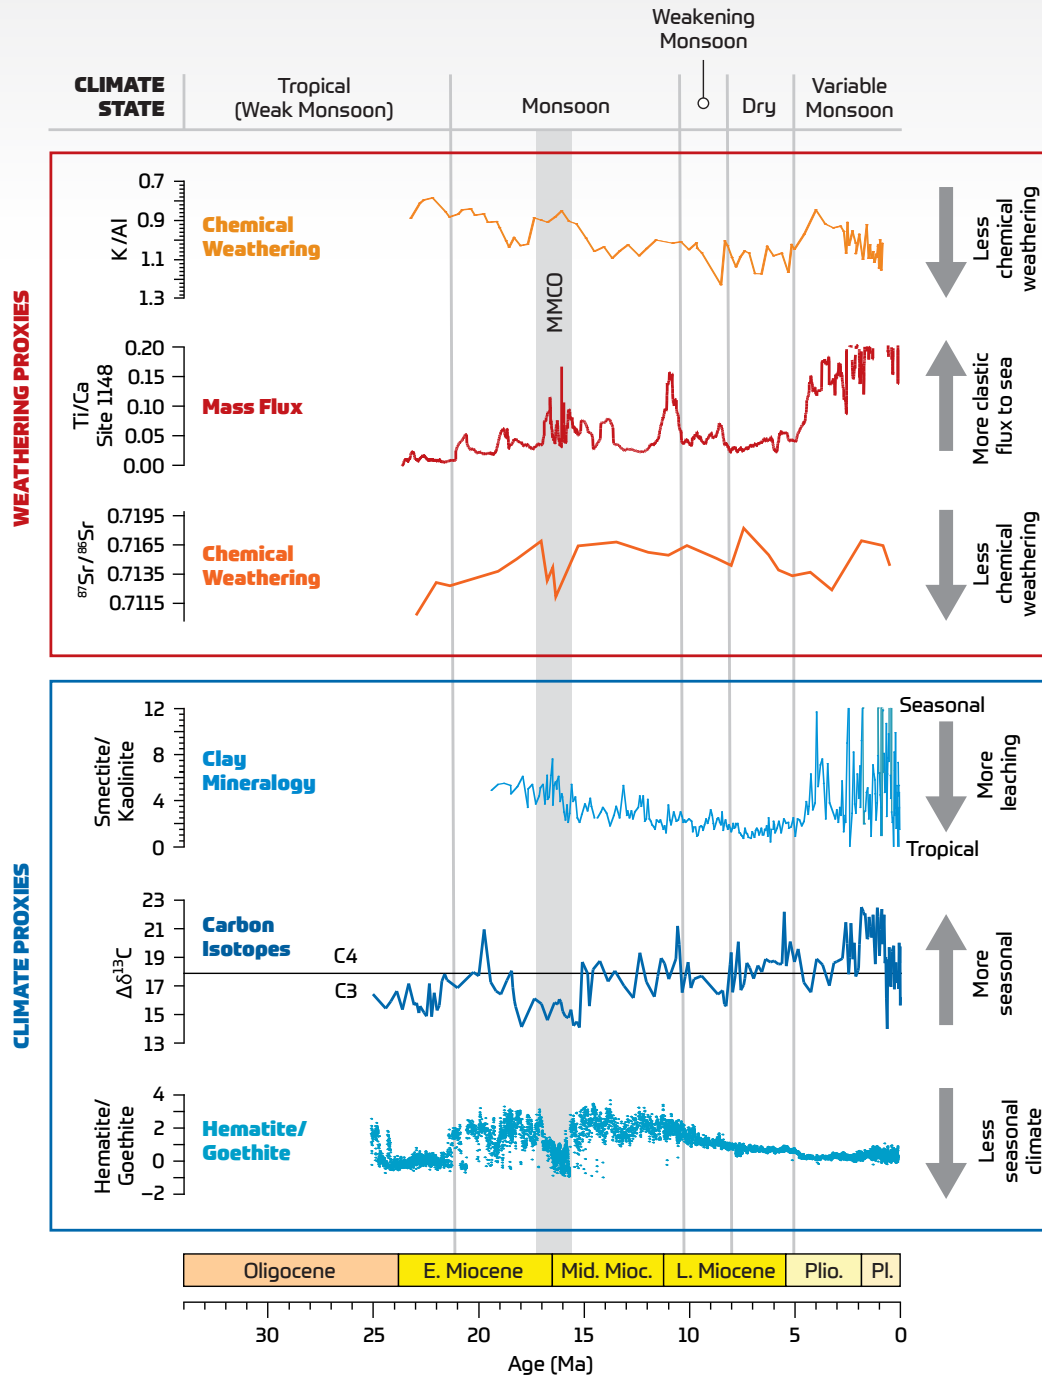 Weakening
Monsoon
CLIMATE
STATE
Tropical
(Weak Monsoon)
Monsoon
Dry
Variable
Monsoon
WEATHERING PROXIES
K/Al
0.7
0.9
1.1
1.3
Chemical
Weathering
Less
chemical
weathering
MMCO
Ti/Ca
Site 1148
0.20
0.15
0.10
0.05
0.00
Mass Flux
More clastic
flux to sea
⁸⁷Sr/⁸⁶Sr
0.7195
0.7165
0.7135
0.7115
Chemical
Weathering
Less
chemical
weathering
CLIMATE PROXIES
Smectite/
Kaolinite
12
8
4
0
Clay
Mineralogy
Seasonal
More
leaching
Tropical
Δδ¹³C
23
21
19
17
15
13
Carbon
Isotopes
C4
C3
More
seasonal
Hematite/
Goethite
4
2
0
−2
Hematite/
Goethite
Less
seasonal
climate
Oligocene
E. Miocene
Mid. Mioc.
L. Miocene
Plio.
Pl.
30
25
20
15
10
5
0
Age (Ma)